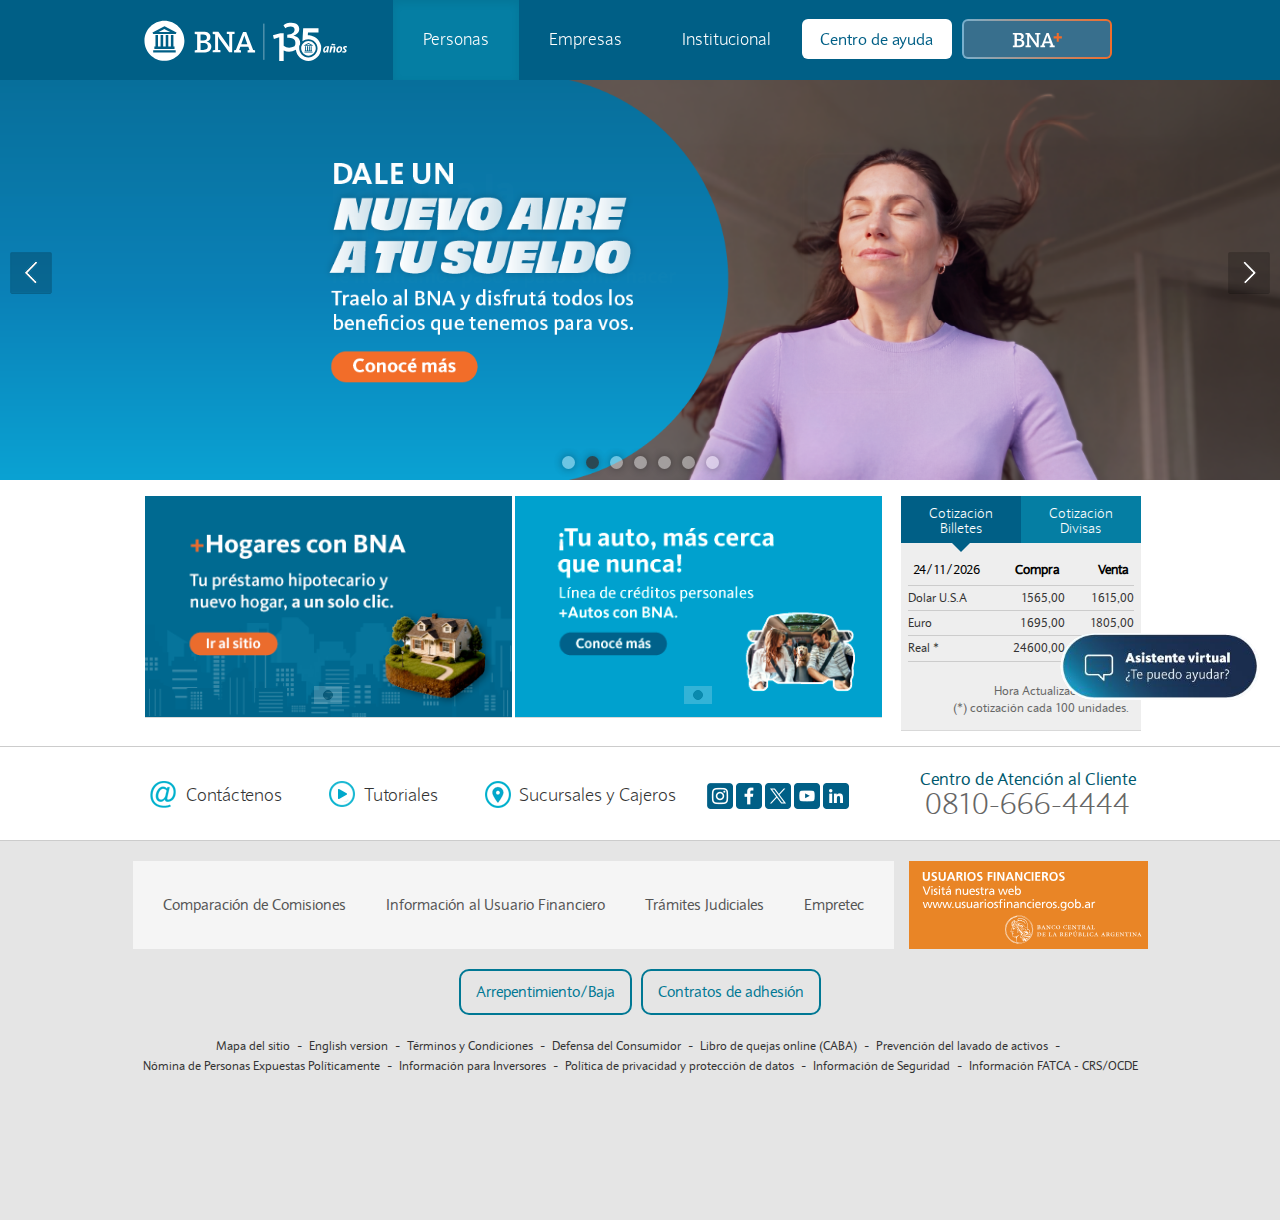 BNA 135 años
Personas
Empresas
Institucional
Centro de ayuda
BNA+
DALE UN
NUEVO AIRE
A TU SUELDO
Traelo al BNA y disfrutá todos los
beneficios que tenemos para vos.
Conocé más
+Hogares con BNA
Tu préstamo hipotecario y
nuevo hogar, a un solo clic.
Ir al sitio
¡Tu auto, más cerca
que nunca!
Línea de créditos personales
+Autos con BNA.
Conocé más
Cotización
Billetes
Cotización
Divisas
24/11/2026 Compra Venta
Dolar U.S.A 1565,00 1615,00
Euro 1695,00 1805,00
Real * 24600,00
Hora
(*) cotización cada 100 unidades.
Asistente virtual
¿Te puedo ayudar?
Contáctenos
Tutoriales
Sucursales y Cajeros
Centro de Atención al Cliente
0810-666-4444
Comparación de Comisiones
Información al Usuario Financiero
Trámites Judiciales
Empretec
USUARIOS FINANCIEROS
Visitá nuestra web
www.usuariosfinancieros.gob.ar
BANCO CENTRAL
DE LA REPÚBLICA ARGENTINA
Arrepentimiento/Baja
Contratos de adhesión
Mapa del sitio - English version - Términos y Condiciones - Defensa del Consumidor - Libro de quejas online (CABA) - Prevención del lavado de activos -
Nómina de Personas Expuestas Políticamente - Información para Inversores - Política de privacidad y protección de datos - Información de Seguridad - Información FATCA - CRS/OCDE